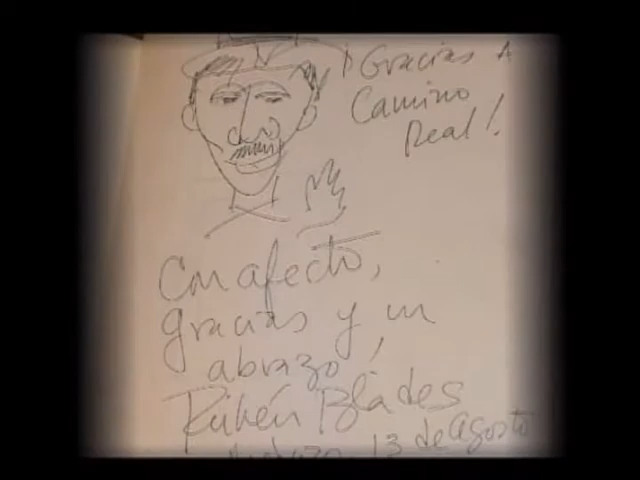 ¡Gracias A
Camino
Real!
Con afecto,
gracias y un
abrazo,
Rubén Blades
13 de agosto